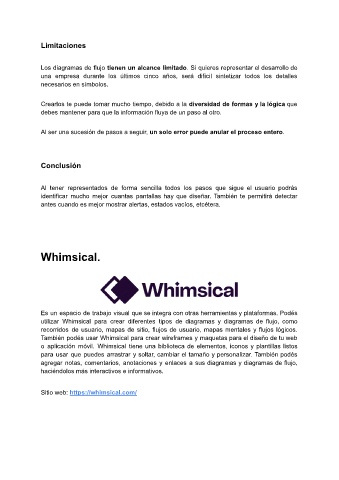 Limitaciones
Los diagramas de flujo tienen un alcance limitado. Si quieres representar el desarrollo de
una empresa durante los últimos cinco años, será difícil sintetizar todos los detalles
necesarios en símbolos.
Crearlos te puede tomar mucho tiempo, debido a la diversidad de formas y la lógica que
debes mantener para que la información fluya de un paso al otro.
Al ser una sucesión de pasos a seguir, un solo error puede anular el proceso entero.
Conclusión
Al tener representados de forma sencilla todos los pasos que sigue el usuario podrás
identificar mucho mejor cuantas pantallas hay que diseñar. También te permitirá detectar
antes cuando es mejor mostrar alertas, estados vacíos, etcétera.
Whimsical.
Whimsical
Es un espacio de trabajo visual que se integra con otras herramientas y plataformas. Podés
utilizar Whimsical para crear diferentes tipos de diagramas y diagramas de flujo, como
recorridos de usuario, mapas de sitio, flujos de usuario, mapas mentales y flujos lógicos.
También podés usar Whimsical para crear wireframes y maquetas para el diseño de tu web
o aplicación móvil. Whimsical tiene una biblioteca de elementos, íconos y plantillas listos
para usar que puedes arrastrar y soltar, cambiar el tamaño y personalizar. También podés
agregar notas, comentarios, anotaciones y enlaces a sus diagramas y diagramas de flujo,
haciéndolos más interactivos e informativos.
Sitio web: https://whimsical.com/